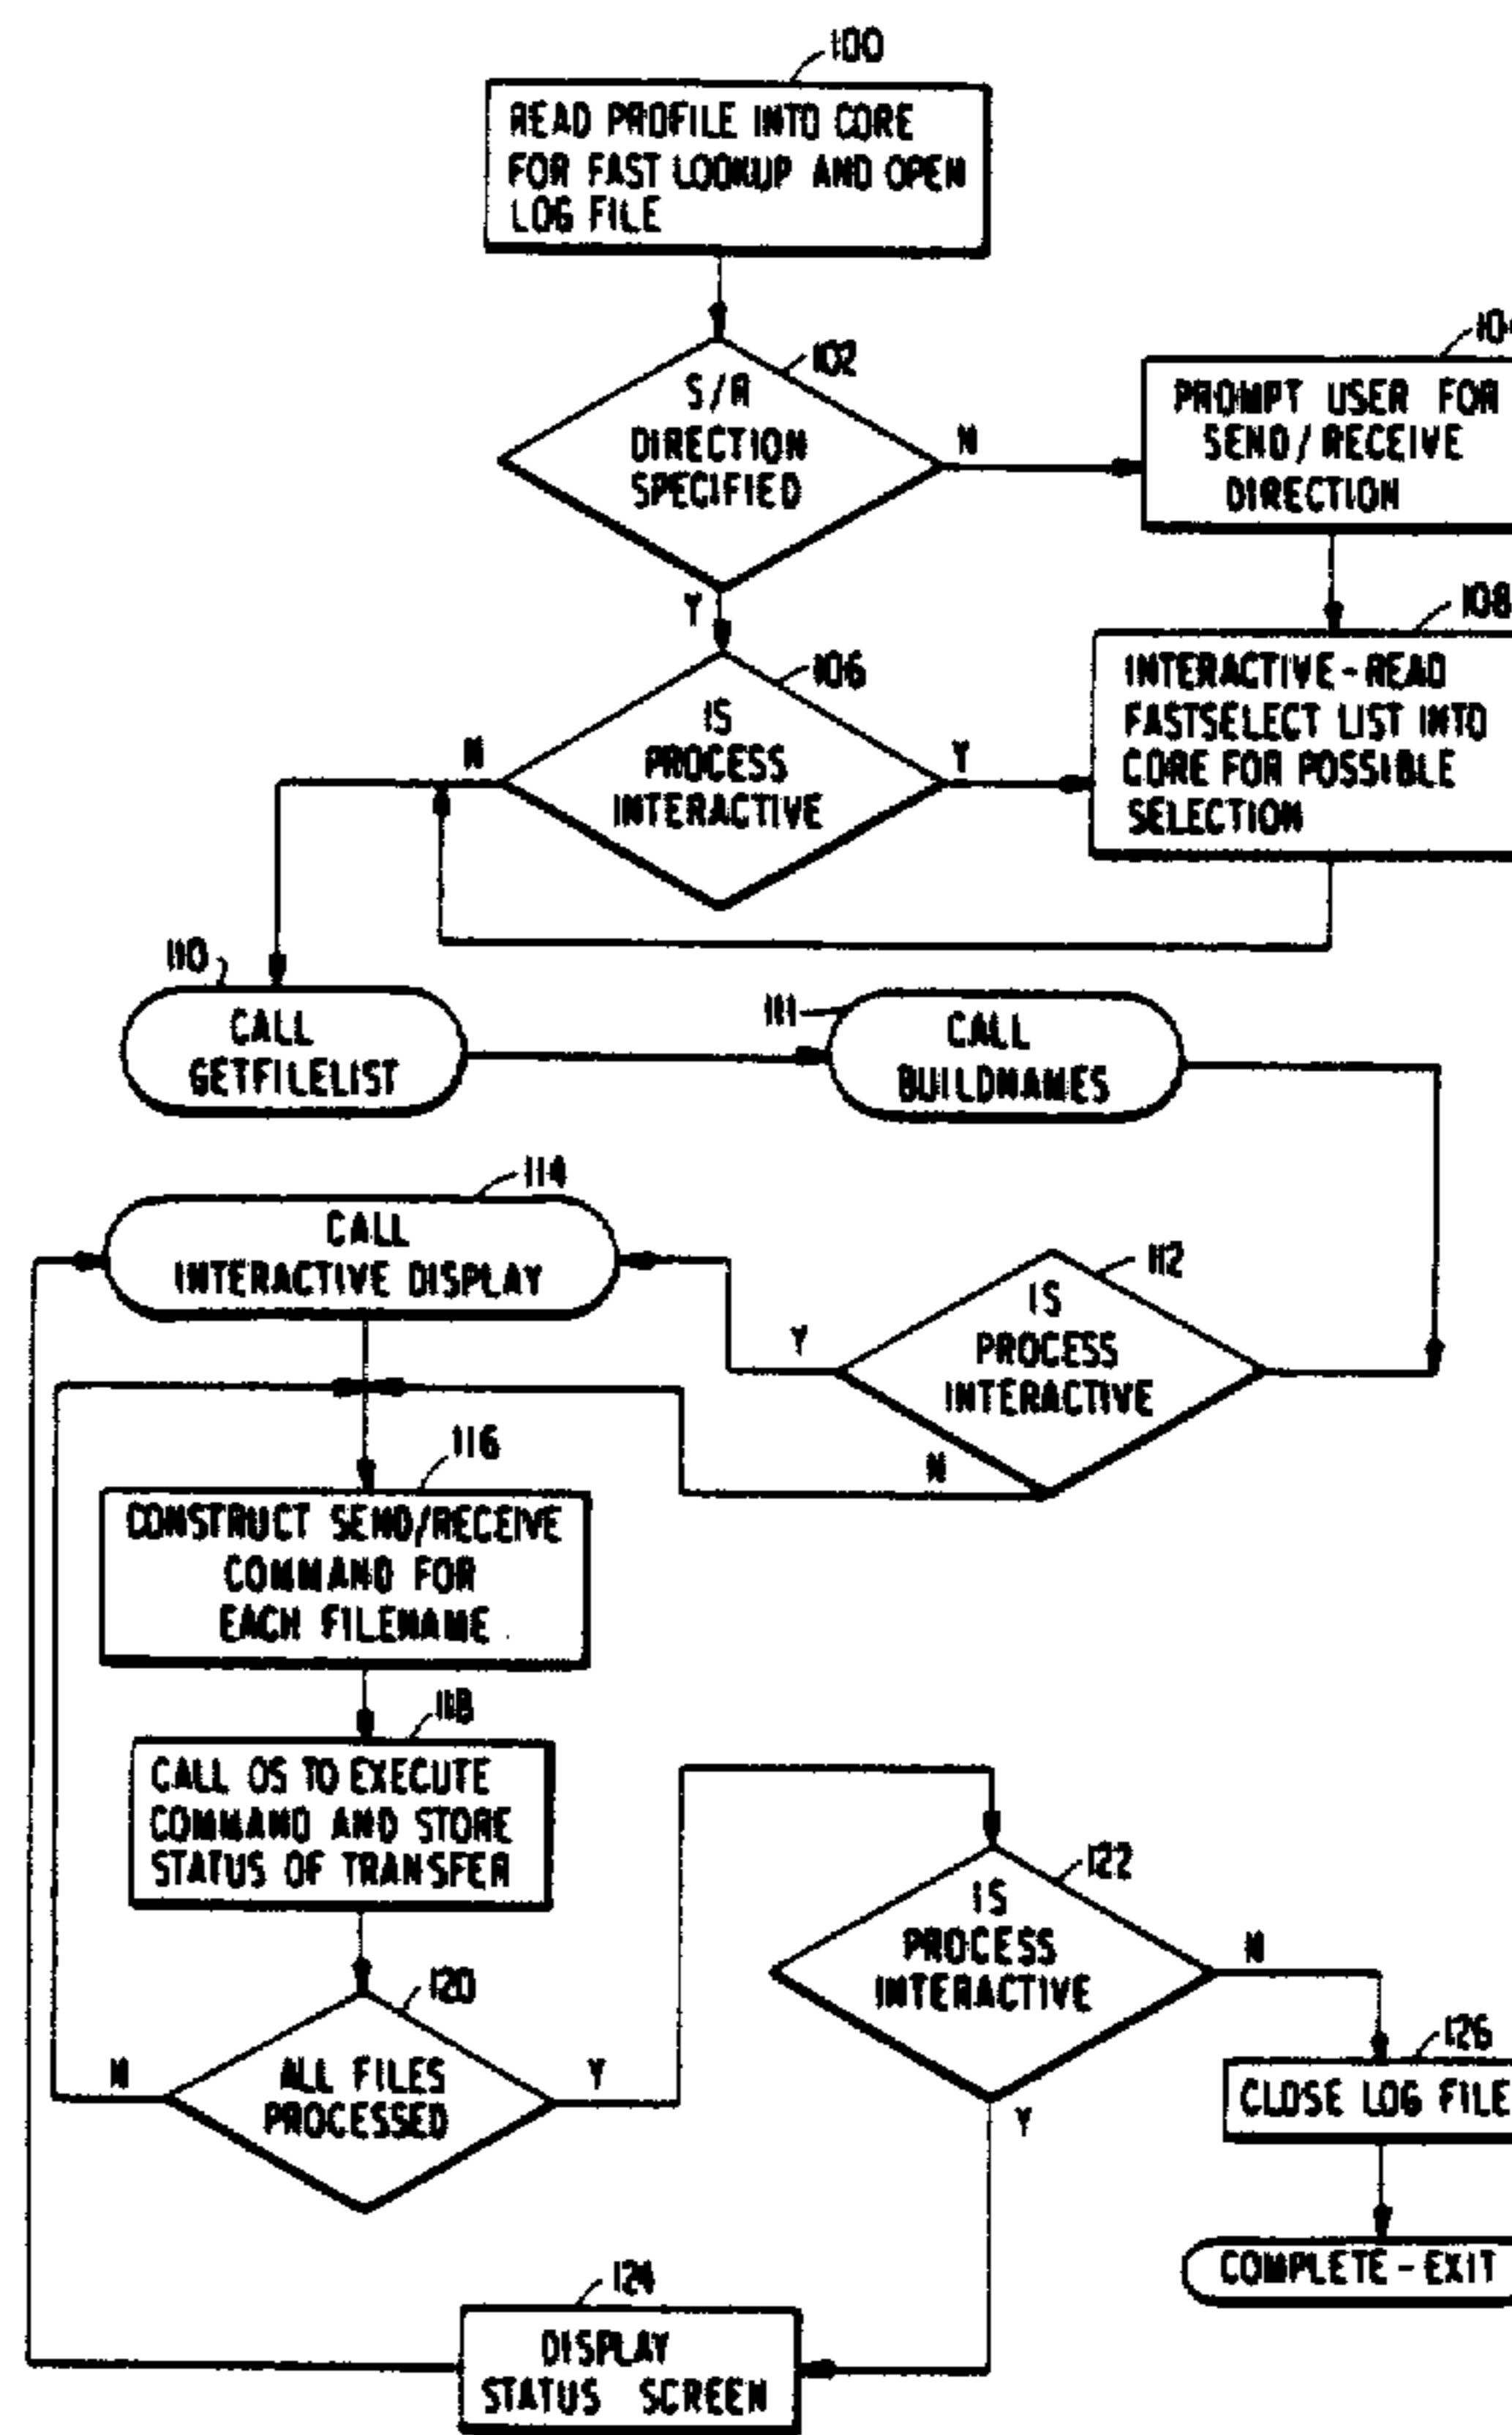 100
READ PROFILE INTO CORE
FOR FAST LOOKUP AND OPEN
LOG FILE
102
S/R
DIRECTION
SPECIFIED
N
Y
PROMPT USER FOR
SEND/RECEIVE
DIRECTION
106
IS
PROCESS
INTERACTIVE
N
Y
108
INTERACTIVE-READ
FASTSELECT LIST INTO
CORE FOR POSSIBLE
SELECTION
110
CALL
GETFILELIST
111
CALL
BUILDNAMES
114
CALL
INTERACTIVE DISPLAY
112
IS
PROCESS
INTERACTIVE
Y
N
116
CONSTRUCT SEND/RECEIVE
COMMAND FOR
EACH FILENAME
118
CALL OS TO EXECUTE
COMMAND AND STORE
STATUS OF TRANSFER
120
ALL FILES
PROCESSED
N
Y
122
IS
PROCESS
INTERACTIVE
N
Y
126
CLOSE LOG FILE
COMPLETE-EXIT
124
DISPLAY
STATUS SCREEN